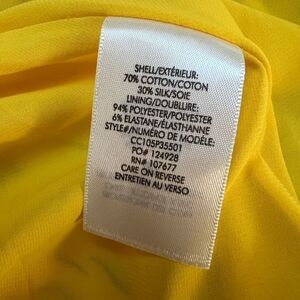 SHELL/EXTÉRIEUR:
70% COTTON/COTON
30% SILK/SOIE
LINING/DOUBLURE:
94% POLYESTER/POLYESTER
6% ELASTANE/ÉLASTHANNE
STYLE#/NUMÉRO DE MODÈLE:
CC105P35501
PO# 124928
RN# 107677
CARE ON REVERSE
ENTRETIEN AU VERSO